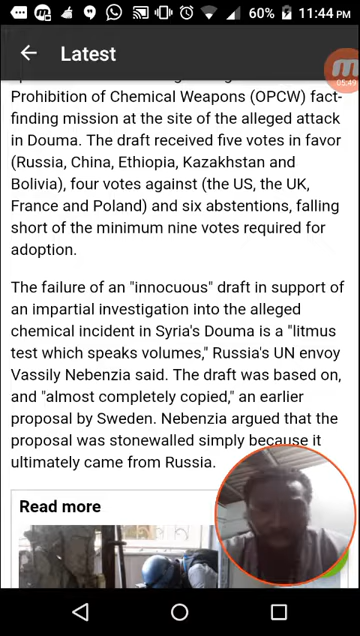 60% 11:44 PM
Latest
05:49
Prohibition of Chemical Weapons (OPCW) fact-
finding mission at the site of the alleged attack
in Douma. The draft received five votes in favor
(Russia, China, Ethiopia, Kazakhstan and
Bolivia), four votes against (the US, the UK,
France and Poland) and six abstentions, falling
short of the minimum nine votes required for
adoption.
The failure of an "innocuous" draft in support of
an impartial investigation into the alleged
chemical incident in Syria's Douma is a "litmus
test which speaks volumes," Russia's UN envoy
Vassily Nebenzia said. The draft was based on,
and "almost completely copied," an earlier
proposal by Sweden. Nebenzia argued that the
proposal was stonewalled simply because it
ultimately came from Russia.
Read more